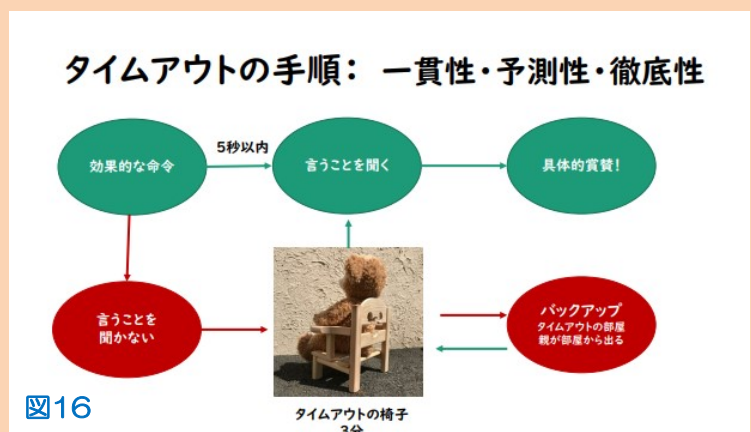 タイムアウトの手順： 一貫性・予測性・徹底性
効果的な命令
5秒以内
言うことを聞く
具体的賞賛！
言うことを
聞かない
バックアップ
タイムアウトの部屋
親が部屋から出る
タイムアウトの椅子
3分
図16